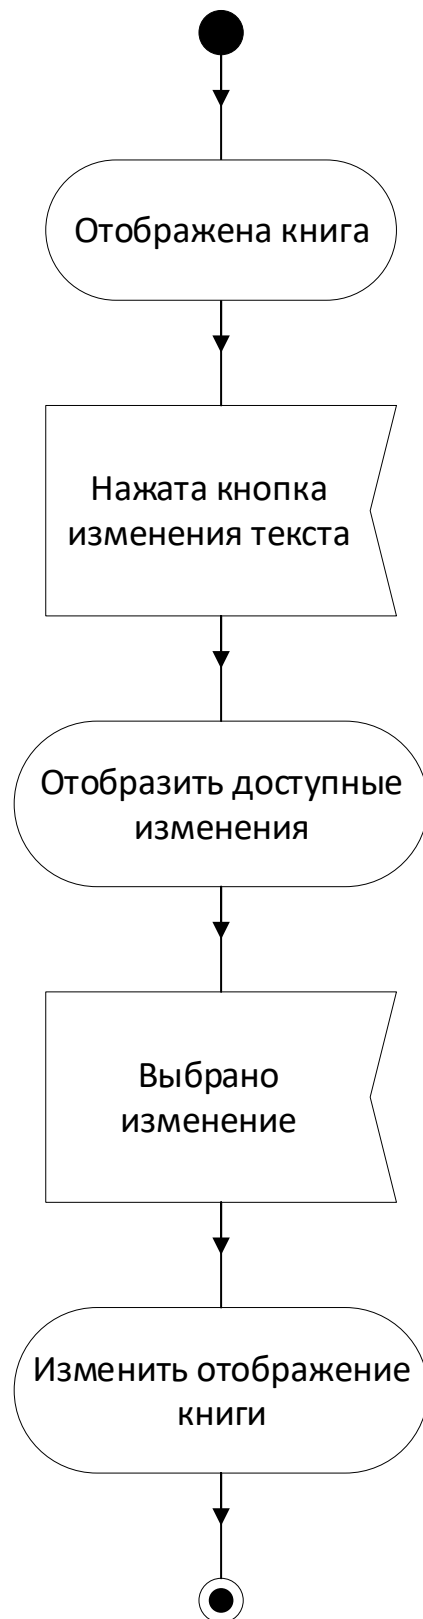 Отображена книга
Нажата кнопка
изменения текста
Отобразить доступные
изменения
Выбрано
изменение
Изменить отображение
книги